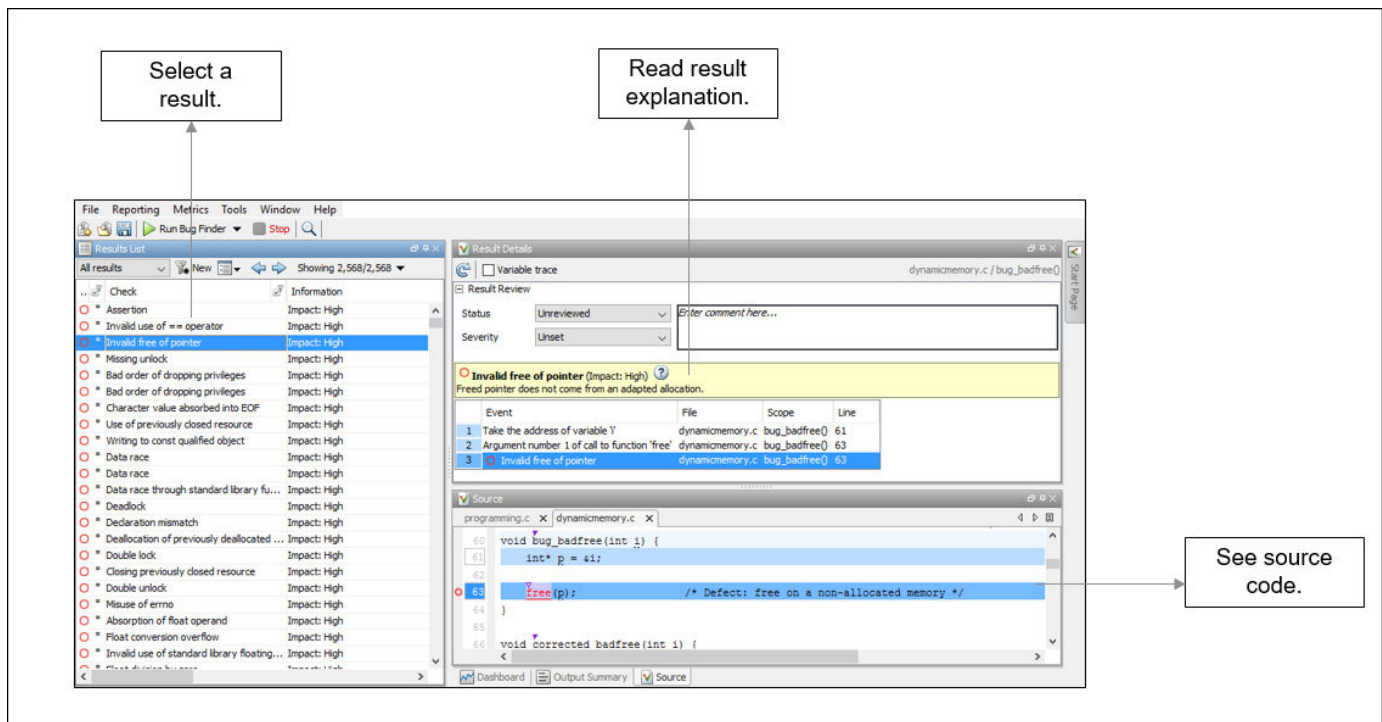 Select a
result.
Read result
explanation.
File Reporting Metrics Tools Window Help
Run Bug Finder Stop
Results List
All results New Showing 2,568/2,568
.. Check Information
Assertion Impact: High
Invalid use of == operator Impact: High
Invalid free of pointer Impact: High
Missing unlock Impact: High
Bad order of dropping privileges Impact: High
Bad order of dropping privileges Impact: High
Character value absorbed into EOF Impact: High
Use of previously closed resource Impact: High
Writing to const qualified object Impact: High
Data race Impact: High
Data race Impact: High
Data race through standard library fu... Impact: High
Deadlock Impact: High
Declaration mismatch Impact: High
Deallocation of previously deallocated ... Impact: High
Double lock Impact: High
Closing previously closed resource Impact: High
Double unlock Impact: High
Misuse of errno Impact: High
Absorption of float operand Impact: High
Float conversion overflow Impact: High
Invalid use of standard library floating... Impact: High
Result Details
Variable trace dynamicmemory.c / bug_badfree()
Result Review
Status Unreviewed Enter comment here...
Severity Unset
Invalid free of pointer (Impact: High) ?
Freed pointer does not come from an adapted allocation.
Event File Scope Line
1 Take the address of variable 'i' dynamicmemory.c bug_badfree() 61
2 Argument number 1 of call to function 'free' dynamicmemory.c bug_badfree() 63
3 Invalid free of pointer dynamicmemory.c bug_badfree() 63
Start Page
Source
programming.c X dynamicmemory.c X
60 void bug_badfree(int i) {
61 int* p = &i;
62
63 free(p); /* Defect: free on a non-allocated memory */
64 }
65
66 void corrected_badfree(int i) {
Dashboard Output Summary Source
See source
code.